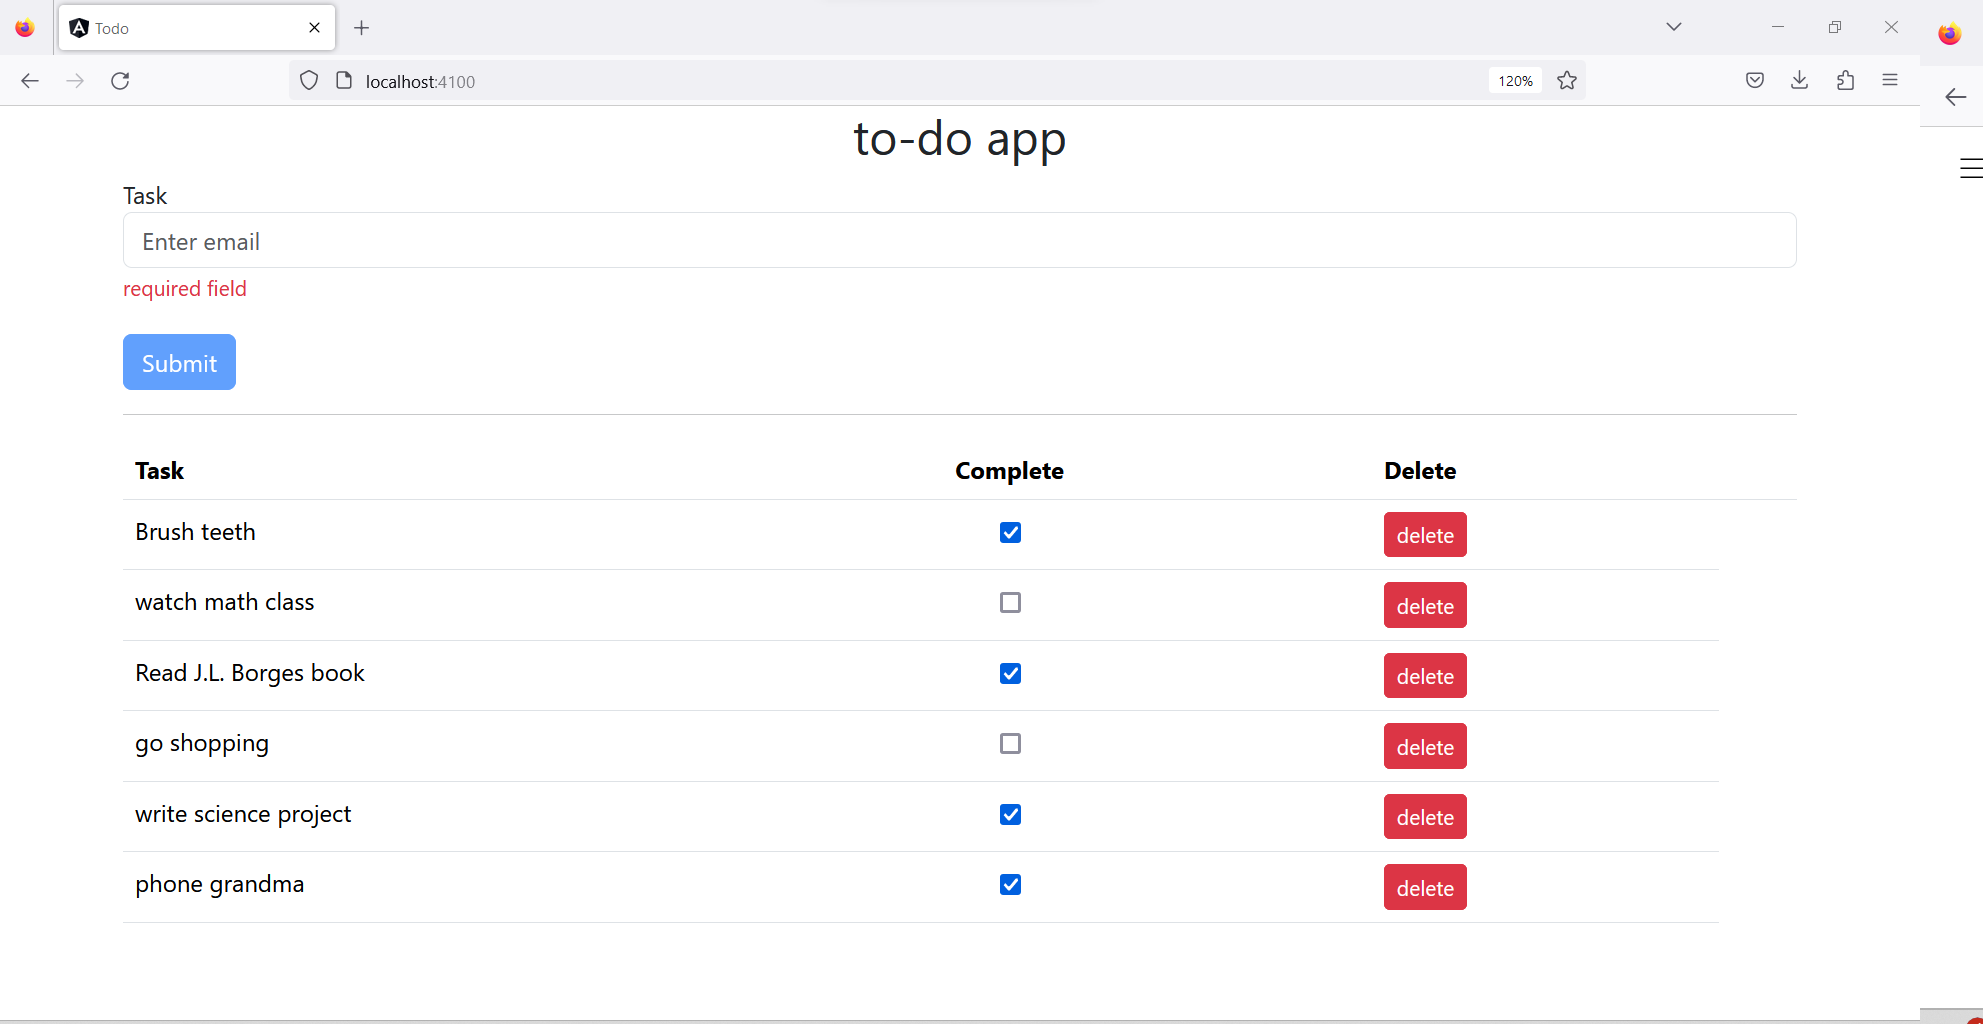 Todo
localhost:4100
120%
to-do app
Task
Enter email
required field
Submit
Task Complete Delete
Brush teeth delete
watch math class delete
Read J.L. Borges book delete
go shopping delete
write science project delete
phone grandma delete